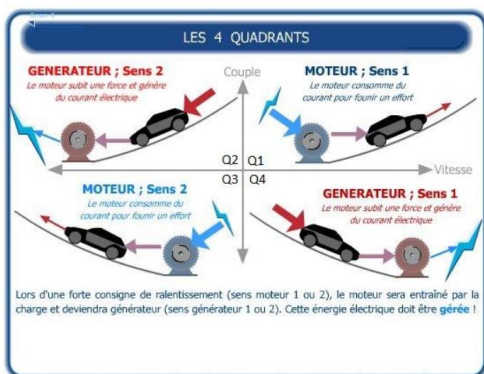 LES 4 QUADRANTS
GENERATEUR ; Sens 2
Le moteur subit une force et génère
du courant électrique
Couple
MOTEUR ; Sens 1
Le moteur consomme du
courant pour founir un effort
Q2 Q1
Vitesse
Q3 Q4
MOTEUR ; Sens 2
Le moteur consomme du
courant pour founir un effort
GENERATEUR ; Sens 1
Le moteur subit une force et génère
du courant électrique
Lors d'une forte consigne de ralentissement (sens moteur 1 ou 2), le moteur sera entraîné par la
charge et deviendra générateur (sens générateur 1 ou 2). Cette énergie électrique doit être gérée !